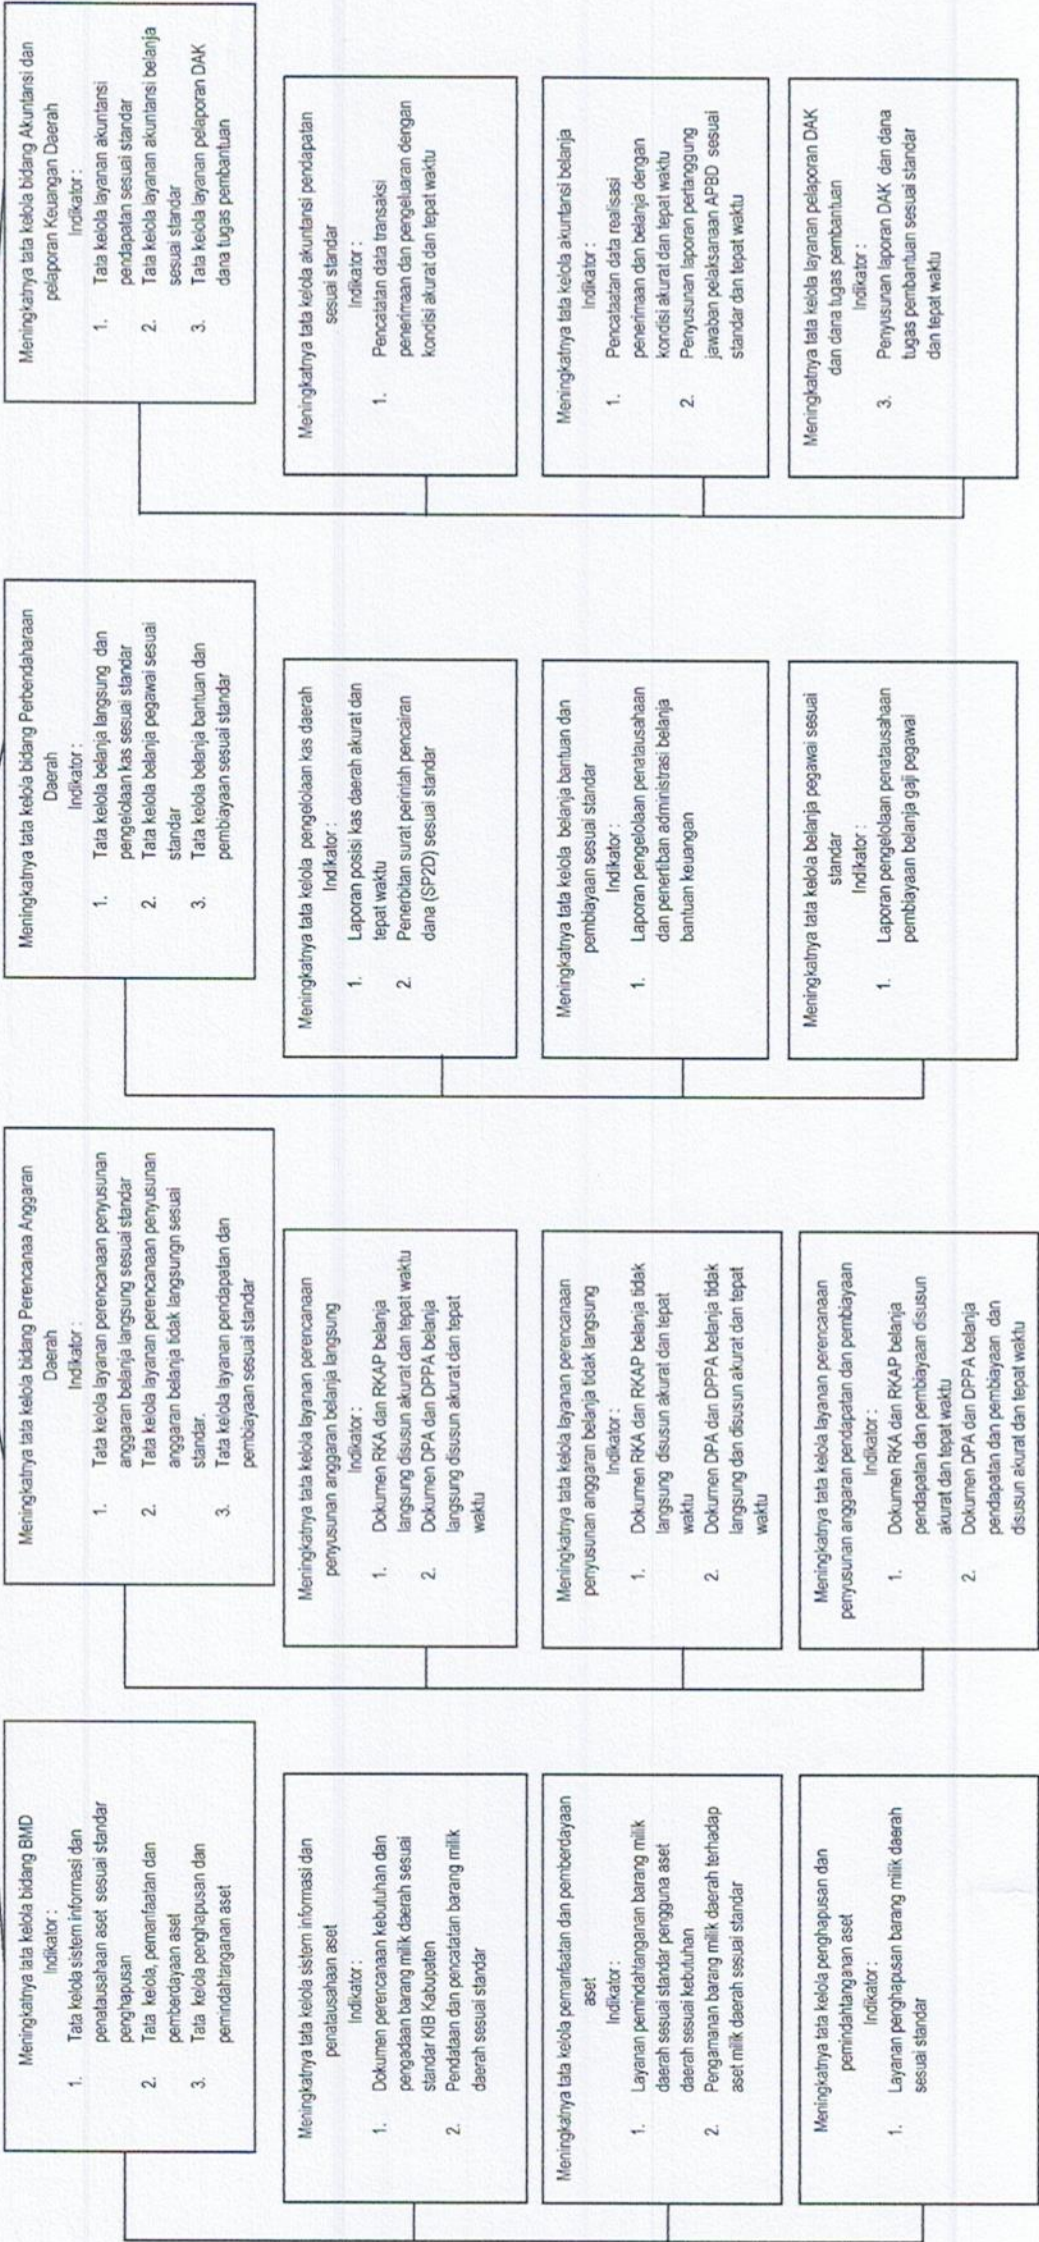 Meningkatnya tata kelola bidang BMD
Indikator :
1. Tata kelola sistem informasi dan
penatausahaan aset sesuai standar
penghapusan
2. Tata kelola, pemanfaatan dan
pemberdayaan aset
3. Tata kelola penghapusan dan
pemindahtanganan aset
Meningkatnya tata kelola sistem informasi dan
penatausahaan aset
Indikator :
1. Dokumen perencanaan kebutuhan dan
pengadaan barang milik daerah sesuai
standar KIB Kabupaten
2. Pendataan dan pencatatan barang milik
daerah sesuai standar
Meningkatnya tata kelola pemanfaatan dan pemberdayaan
aset
Indikator :
1. Layanan pemindahtanganan barang milik
daerah sesuai standar pengguna aset
daerah sesuai kebutuhan
2. Pengamanan barang milik daerah terhadap
aset milik daerah sesuai standar
Meningkatnya tata kelola penghapusan dan
pemindahtanganan aset
Indikator :
1. Layanan penghapusan barang milik daerah
sesuai standar
Meningkatnya tata kelola bidang Perencanaa Anggaran
Daerah
Indikator :
1. Tata kelola layanan perencanaan penyusunan
anggaran belanja langsung sesuai standar
2. Tata kelola layanan perencanaan penyusunan
anggaran belanja tidak langsungn sesuai
standar.
3. Tata kelola layanan pendapatan dan
pembiayaan sesuai standar
Meningkatnya tata kelola layanan perencanaan
penyusunan anggaran belanja langsung
Indikator :
1. Dokumen RKA dan RKAP belanja
langsung disusun akurat dan tepat waktu
2. Dokumen DPA dan DPPA belanja
langsung disusun akurat dan tepat
waktu
Meningkatnya tata kelola layanan perencanaan
penyusunan anggaran belanja tidak langsung
Indikator :
1. Dokumen RKA dan RKAP belanja tidak
langsung disusun akurat dan tepat
waktu
2. Dokumen DPA dan DPPA belanja tidak
langsung dan disusun akurat dan tepat
waktu
Meningkatnya tata kelola layanan perencanaan
penyusunan anggaran pendapatan dan pembiayaan
Indikator :
1. Dokumen RKA dan RKAP belanja
pendapatan dan pembiayaan disusun
akurat dan tepat waktu
2. Dokumen DPA dan DPPA belanja
pendapatan dan pembiayaan dan
disusun akurat dan tepat waktu
Meningkatnya tata kelola bidang Perbendaharaan
Daerah
Indikator :
1. Tata kelola belanja langsung dan
pengelolaan kas sesuai standar
2. Tata kelola belanja pegawai sesuai
standar
3. Tata kelola belanja bantuan dan
pembiayaan sesuai standar
Meningkatnya tata kelola pengelolaan kas daerah
Indikator :
1. Laporan posisi kas daerah akurat dan
tepat waktu
2. Penerbitan surat perintah pencairan
dana (SP2D) sesuai standar
Meningkatnya tata kelola belanja bantuan dan
pembiayaan sesuai standar
Indikator :
1. Laporan pengelolaan penatausahaan
dan penertiban administrasi belanja
bantuan keuangan
Meningkatnya tata kelola belanja pegawai sesuai
standar
Indikator :
1. Laporan pengelolaan penatausahaan
pembiayaan belanja gaji pegawai
Meningkatnya tata kelola bidang Akuntansi dan
pelaporan Keuangan Daerah
Indikator :
1. Tata kelola layanan akuntansi
pendapatan sesuai standar
2. Tata kelola layanan akuntansi belanja
sesuai standar
3. Tata kelola layanan pelaporan DAK
dana tugas pembantuan
Meningkatnya tata kelola akuntansi pendapatan
sesuai standar
Indikator :
1. Pencatatan data transaksi
penerimaan dan pengeluaran dengan
kondisi akurat dan tepat waktu
Meningkatnya tata kelola akuntansi belanja
Indikator :
1. Pencataatan data realisasi
penerimaan dan belanja dengan
kondisi akurat dan tepat waktu
2. Penyusunan laporan pertanggung
jawaban pelaksanaan APBD sesuai
standar dan tepat waktu
Meningkatnya tata kelola layanan pelaporan DAK
dan dana tugas pembantuan
Indikator :
3. Penyusunan laporan DAK dan dana
tugas pembantuan sesuai standar
dan tepat waktu